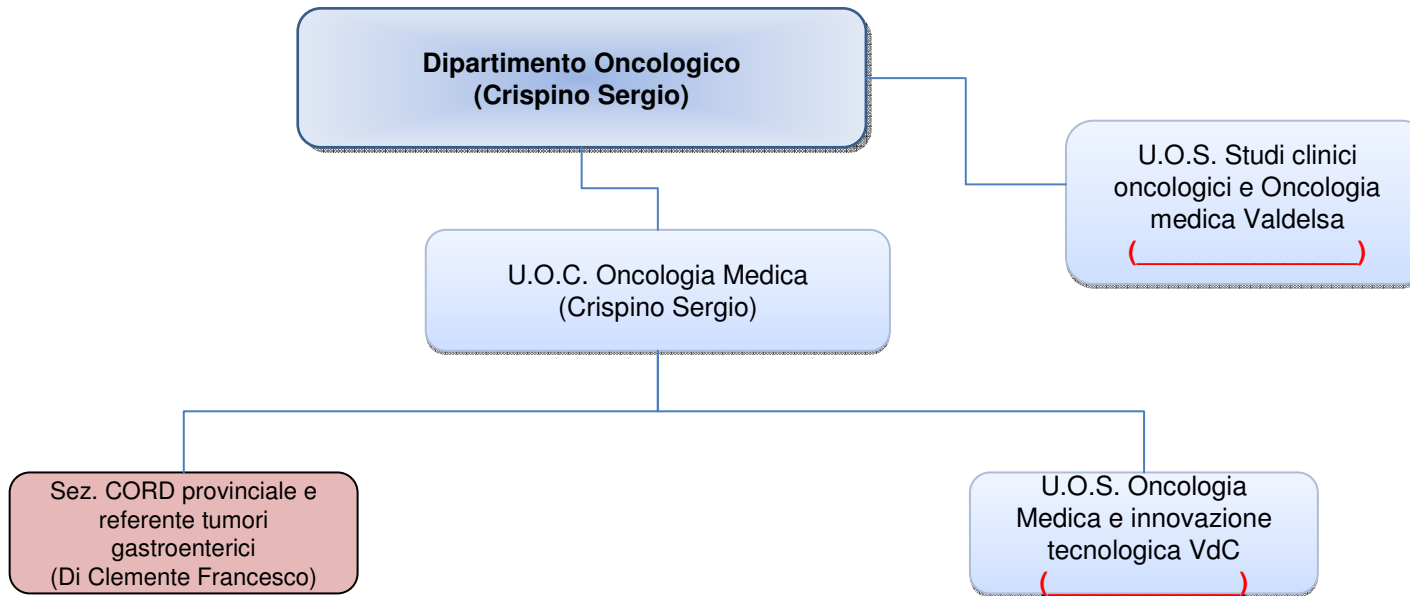 Dipartimento Oncologico
(Crispino Sergio)
U.O.S. Studi clinici
oncologici e Oncologia
medica Valdelsa
(________________)
U.O.C. Oncologia Medica
(Crispino Sergio)
Sez. CORD provinciale e
referente tumori
gastroenterici
(Di Clemente Francesco)
U.O.S. Oncologia
Medica e innovazione
tecnologica VdC
(____________)